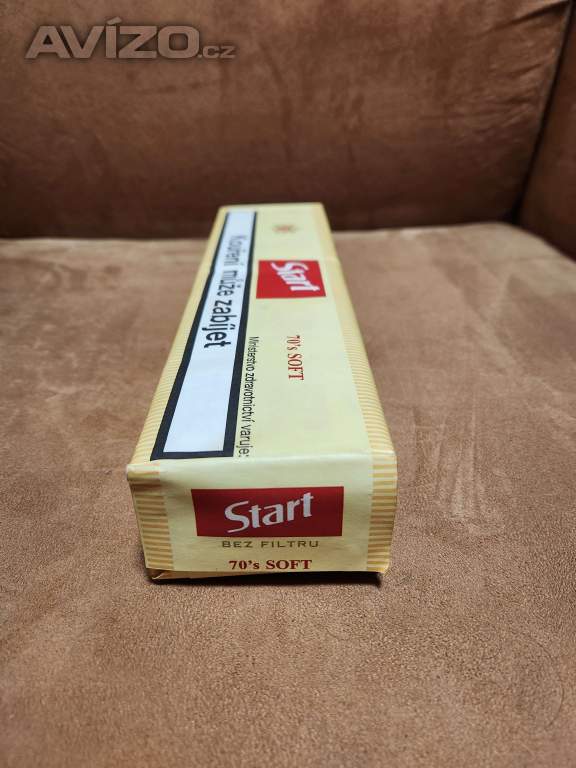 AVÍZO.cz
Kouření může zabíjet
Ministerstvo zdravotnictví varuje:
Start
70's SOFT
Start
BEZ FILTRU
70's SOFT